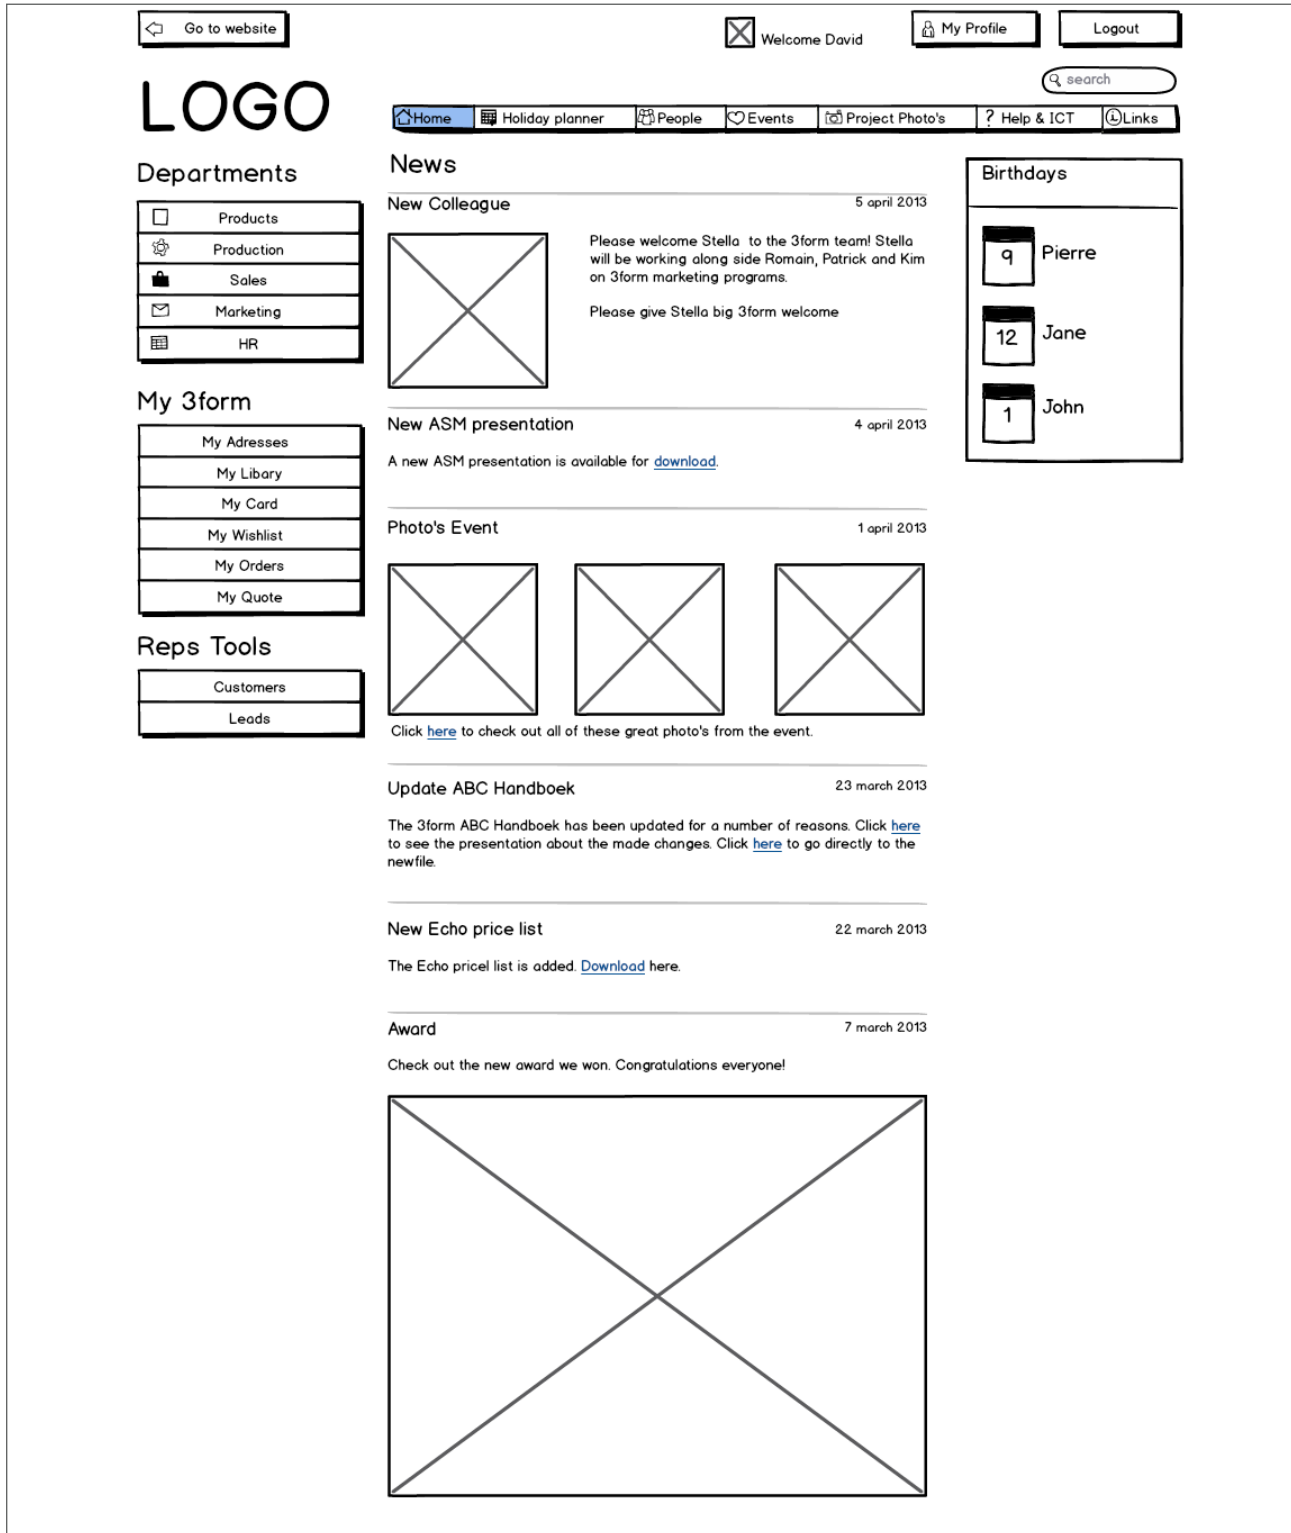 Go to website
Welcome David
My Profile
Logout
search
LOGO
Home
Holiday planner
People
Events
Project Photo's
? Help & ICT
Links
Departments
Products
Production
Sales
Marketing
HR
My 3form
My Adresses
My Libary
My Card
My Wishlist
My Orders
My Quote
Reps Tools
Customers
Leads
News
New Colleague
5 april 2013
Please welcome Stella to the 3form team! Stella
will be working along side Romain, Patrick and Kim
on 3form marketing programs.
Please give Stella big 3form welcome
New ASM presentation
4 april 2013
A new ASM presentation is available for download.
Photo's Event
1 april 2013
Click here to check out all of these great photo's from the event.
Update ABC Handboek
23 march 2013
The 3form ABC Handboek has been updated for a number of reasons. Click here
to see the presentation about the made changes. Click here to go directly to the
newfile.
New Echo price list
22 march 2013
The Echo pricel list is added. Download here.
Award
7 march 2013
Check out the new award we won. Congratulations everyone!
Birthdays
9 Pierre
12 Jane
1 John